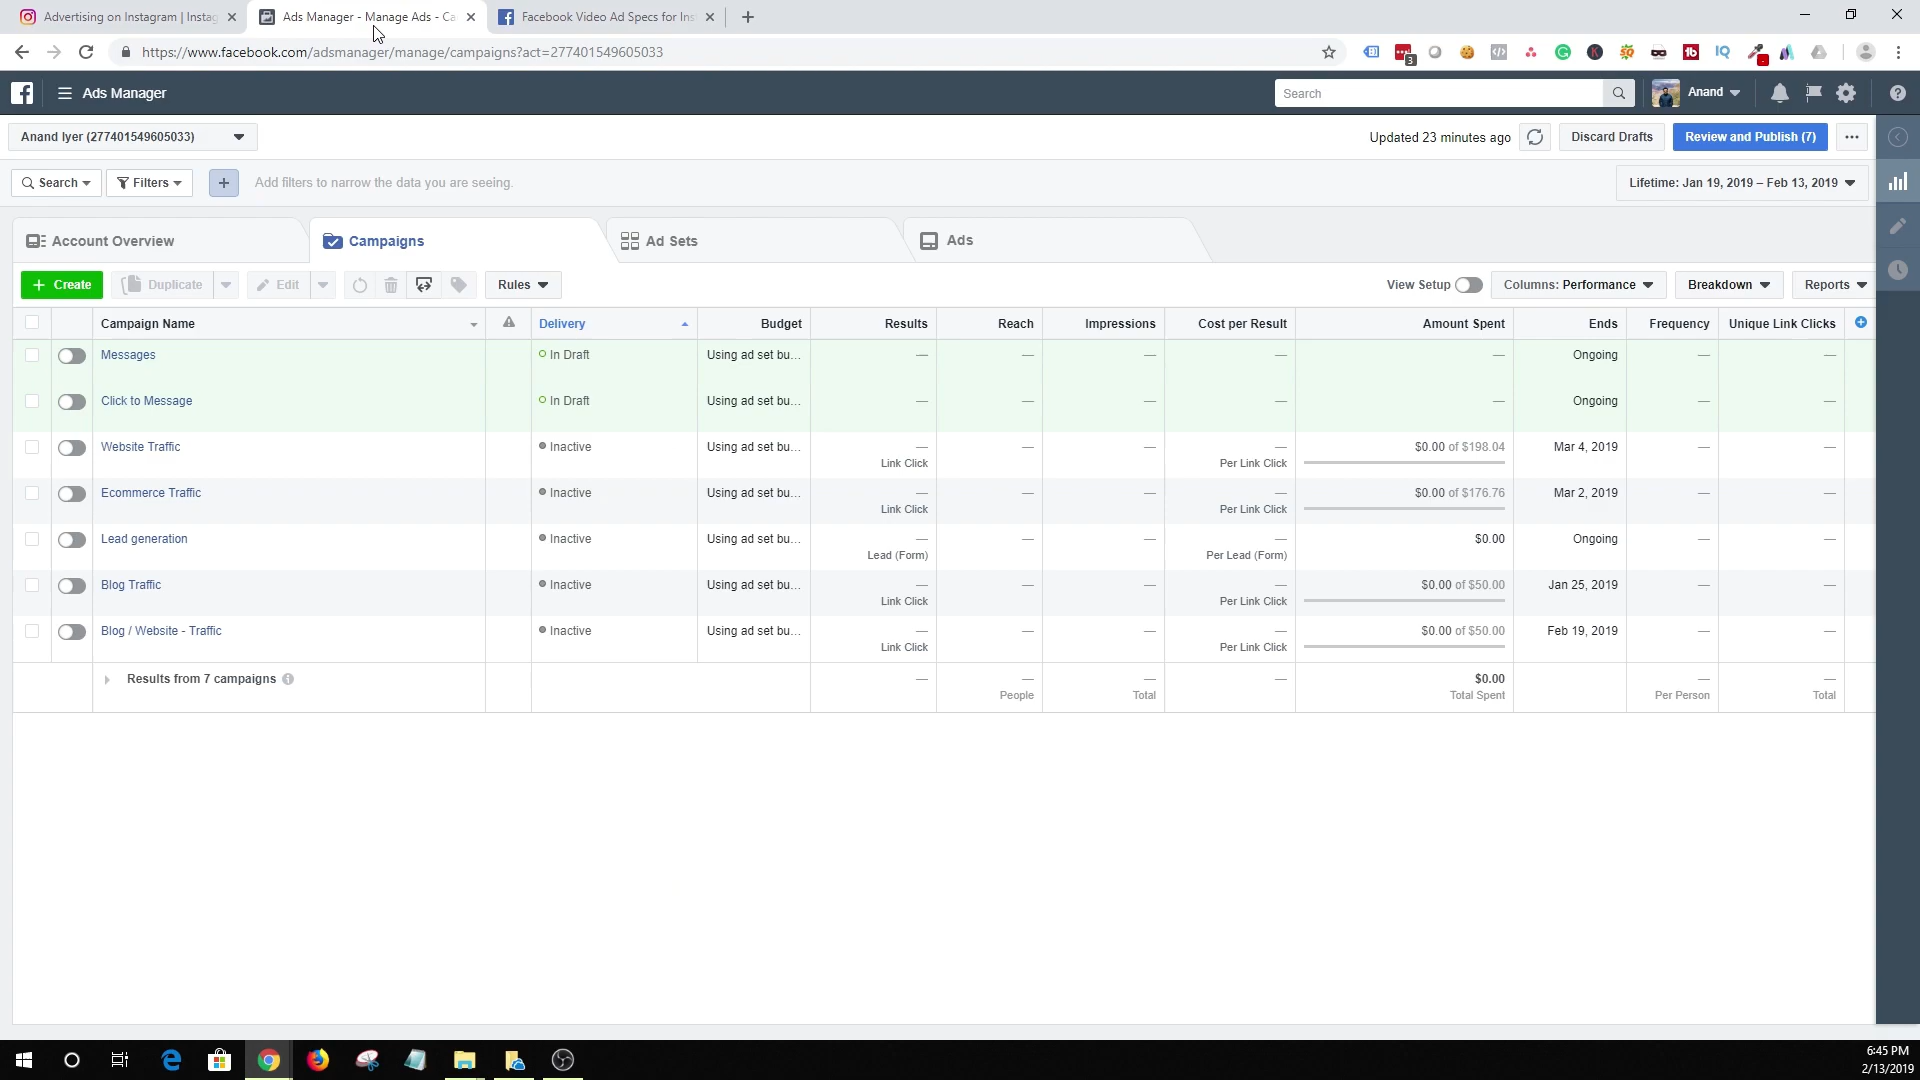 Advertising on Instagram | Instag
Ads Manager - Manage Ads - Ca
Facebook Video Ad Specs for Ins
https://www.facebook.com/adsmanager/manage/campaigns?act=277401549605033
3
Ads Manager
Search
Anand
Anand Iyer (277401549605033)
Updated 23 minutes ago
Discard Drafts
Review and Publish (7)
Search
Filters
Add filters to narrow the data you are seeing.
Lifetime: Jan 19, 2019 – Feb 13, 2019
Account Overview
Campaigns
Ad Sets
Ads
+ Create
Duplicate
Edit
Rules
View Setup
Columns: Performance
Breakdown
Reports
Campaign Name Delivery Budget Results Reach Impressions Cost per Result Amount Spent Ends Frequency Unique Link Clicks
Messages In Draft Using ad set bu... — — — — — Ongoing — —
Click to Message In Draft Using ad set bu... — — — — — Ongoing — —
Website Traffic Inactive Using ad set bu... — — — — $0.00 of $198.04 Mar 4, 2019 — —
Link Click Per Link Click
Ecommerce Traffic Inactive Using ad set bu... — — — — $0.00 of $176.76 Mar 2, 2019 — —
Link Click Per Link Click
Lead generation Inactive Using ad set bu... — — — — $0.00 Ongoing — —
Lead (Form) Per Lead (Form)
Blog Traffic Inactive Using ad set bu... — — — — $0.00 of $50.00 Jan 25, 2019 — —
Link Click Per Link Click
Blog / Website - Traffic Inactive Using ad set bu... — — — — $0.00 of $50.00 Feb 19, 2019 — —
Link Click Per Link Click
Results from 7 campaigns — — — — $0.00 — —
People Total Total Spent Per Person Total
6:45 PM
2/13/2019